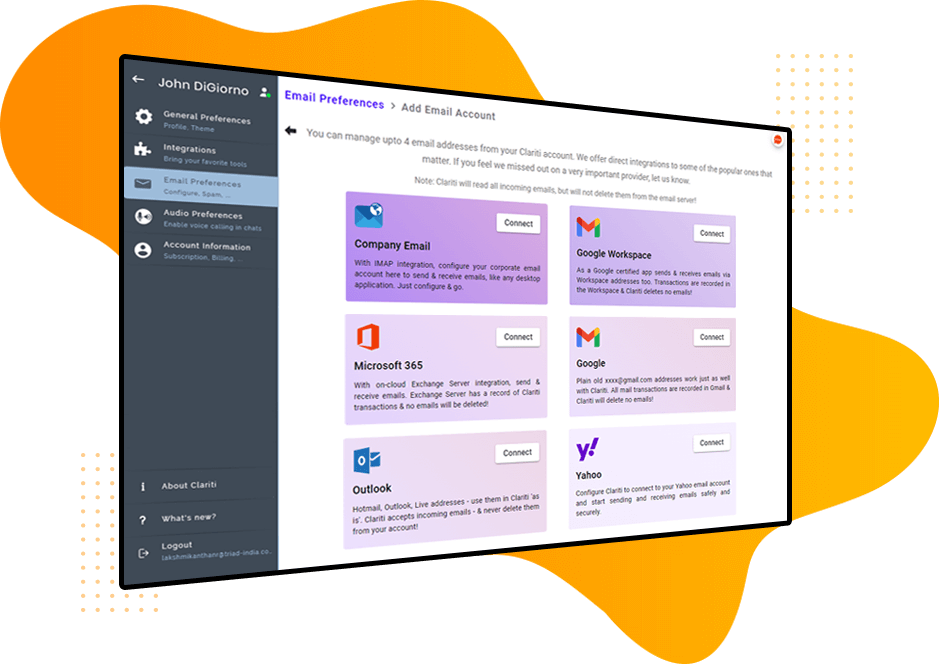 John DiGiorno
General Preferences
Profile, Theme
Integrations
Bring your favorite tools
Email Preferences
Configure, Spam, ...
Audio Preferences
Enable voice calling in chats
Account Information
Subscription, Billing, ...
About Clariti
What's new?
Logout
lakshmikanthanr@triad-india.co..
Email Preferences > Add Email Account
You can manage upto 4 email addresses from your Clariti account. We offer direct integrations to some of the popular ones that
matter. If you feel we missed out on a very important provider, let us know.
Note: Clariti will read all incoming emails, but will not delete them from the email server!
Connect
Company Email
With IMAP integration, configure your corporate email
account here to send & receive emails, like any desktop
application. Just configure & go.
Connect
Google Workspace
As a Google certified app sends & receives emails via
Workspace addresses too. Transactions are recorded in
the Workspace & Clariti deletes no emails!
Connect
Microsoft 365
With on-cloud Exchange Server integration, send &
receive emails. Exchange Server has a record of Clariti
transactions & no emails will be deleted!
Connect
Google
Plain old xxxx@gmail.com addresses work just as well
with Clariti. All mail transactions are recorded in Gmail &
Clariti will delete no emails!
Connect
Outlook
Hotmail, Outlook, Live addresses - use them in Clariti 'as
is'. Clariti accepts incoming emails - & never delete them
from your account!
Connect
Yahoo
Configure Clariti to connect to your Yahoo email account
and start sending and receiving emails safely and
securely.